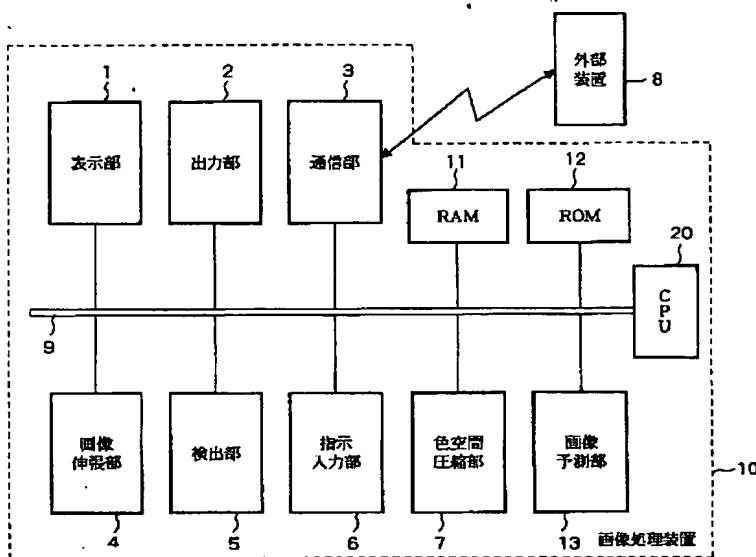 外部
装置
8
1
2
3
表示部
出力部
通信部
11
12
RAM
ROM
20
CPU
9
画像
伸張部
検出部
指示
入力部
色空間
圧縮部
画像
予測部
10
4
5
6
7
13
画像処理装置